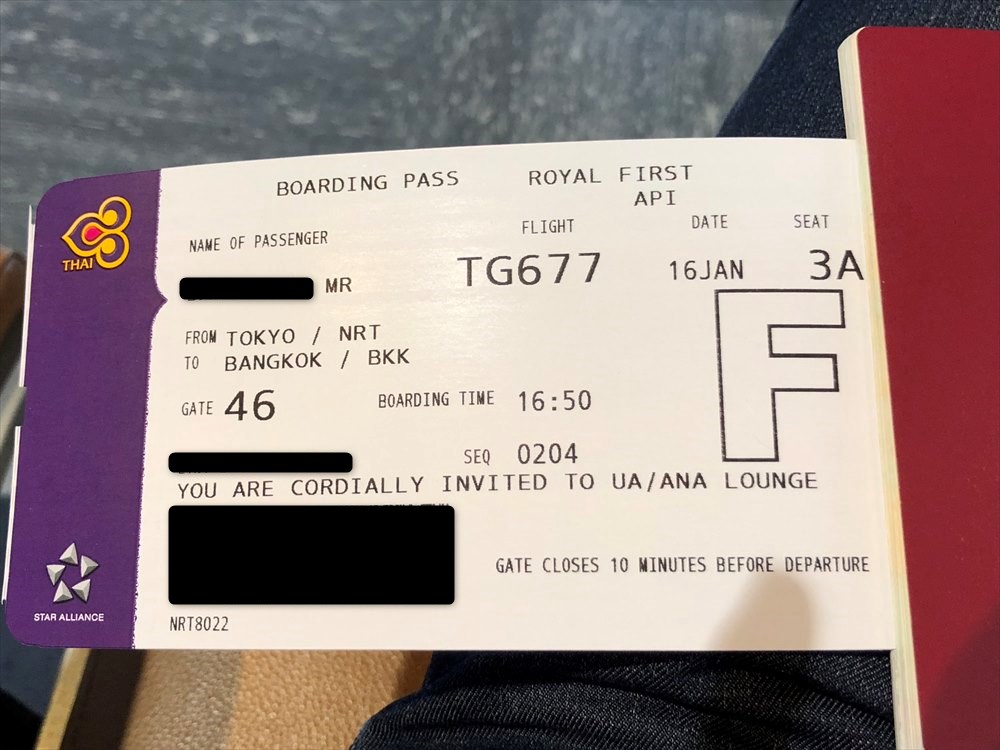 BOARDING PASS ROYAL FIRST
API
THAI
NAME OF PASSENGER FLIGHT DATE SEAT
MR TG677 16JAN 3A
F
FROM TOKYO / NRT
TO BANGKOK / BKK
GATE 46 BOARDING TIME 16:50
SEQ 0204
YOU ARE CORDIALLY INVITED TO UA/ANA LOUNGE
GATE CLOSES 10 MINUTES BEFORE DEPARTURE
STAR ALLIANCE
NRT8022